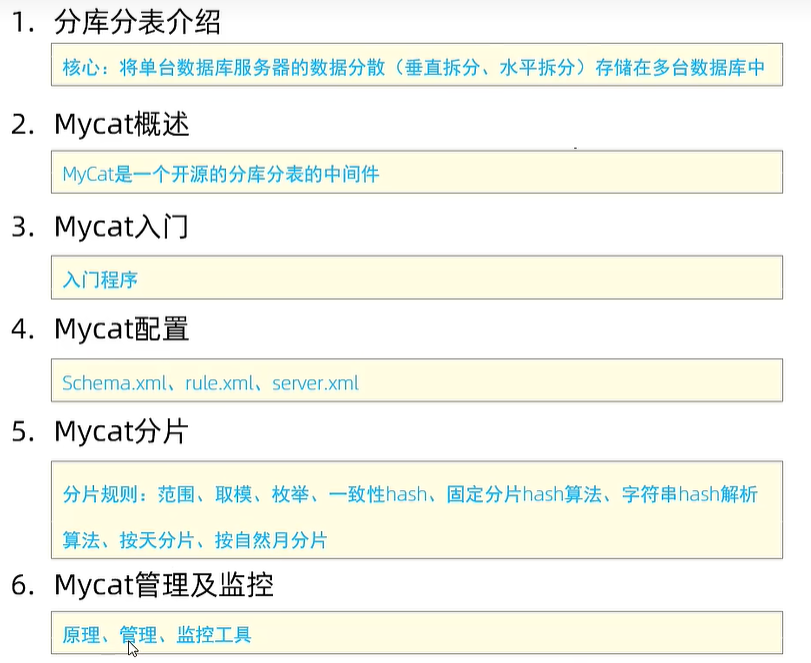 1. 分库分表介绍
核心：将单台数据库服务器的数据分散（垂直拆分、水平拆分）存储在多台数据库中
2. Mycat概述
MyCat是一个开源的分库分表的中间件
3. Mycat入门
入门程序
4. Mycat配置
Schema.xml、rule.xml、server.xml
5. Mycat分片
分片规则：范围、取模、枚举、一致性hash、固定分片hash算法、字符串hash解析
算法、按天分片、按自然月分片
6. Mycat管理及监控
原理、管理、监控工具